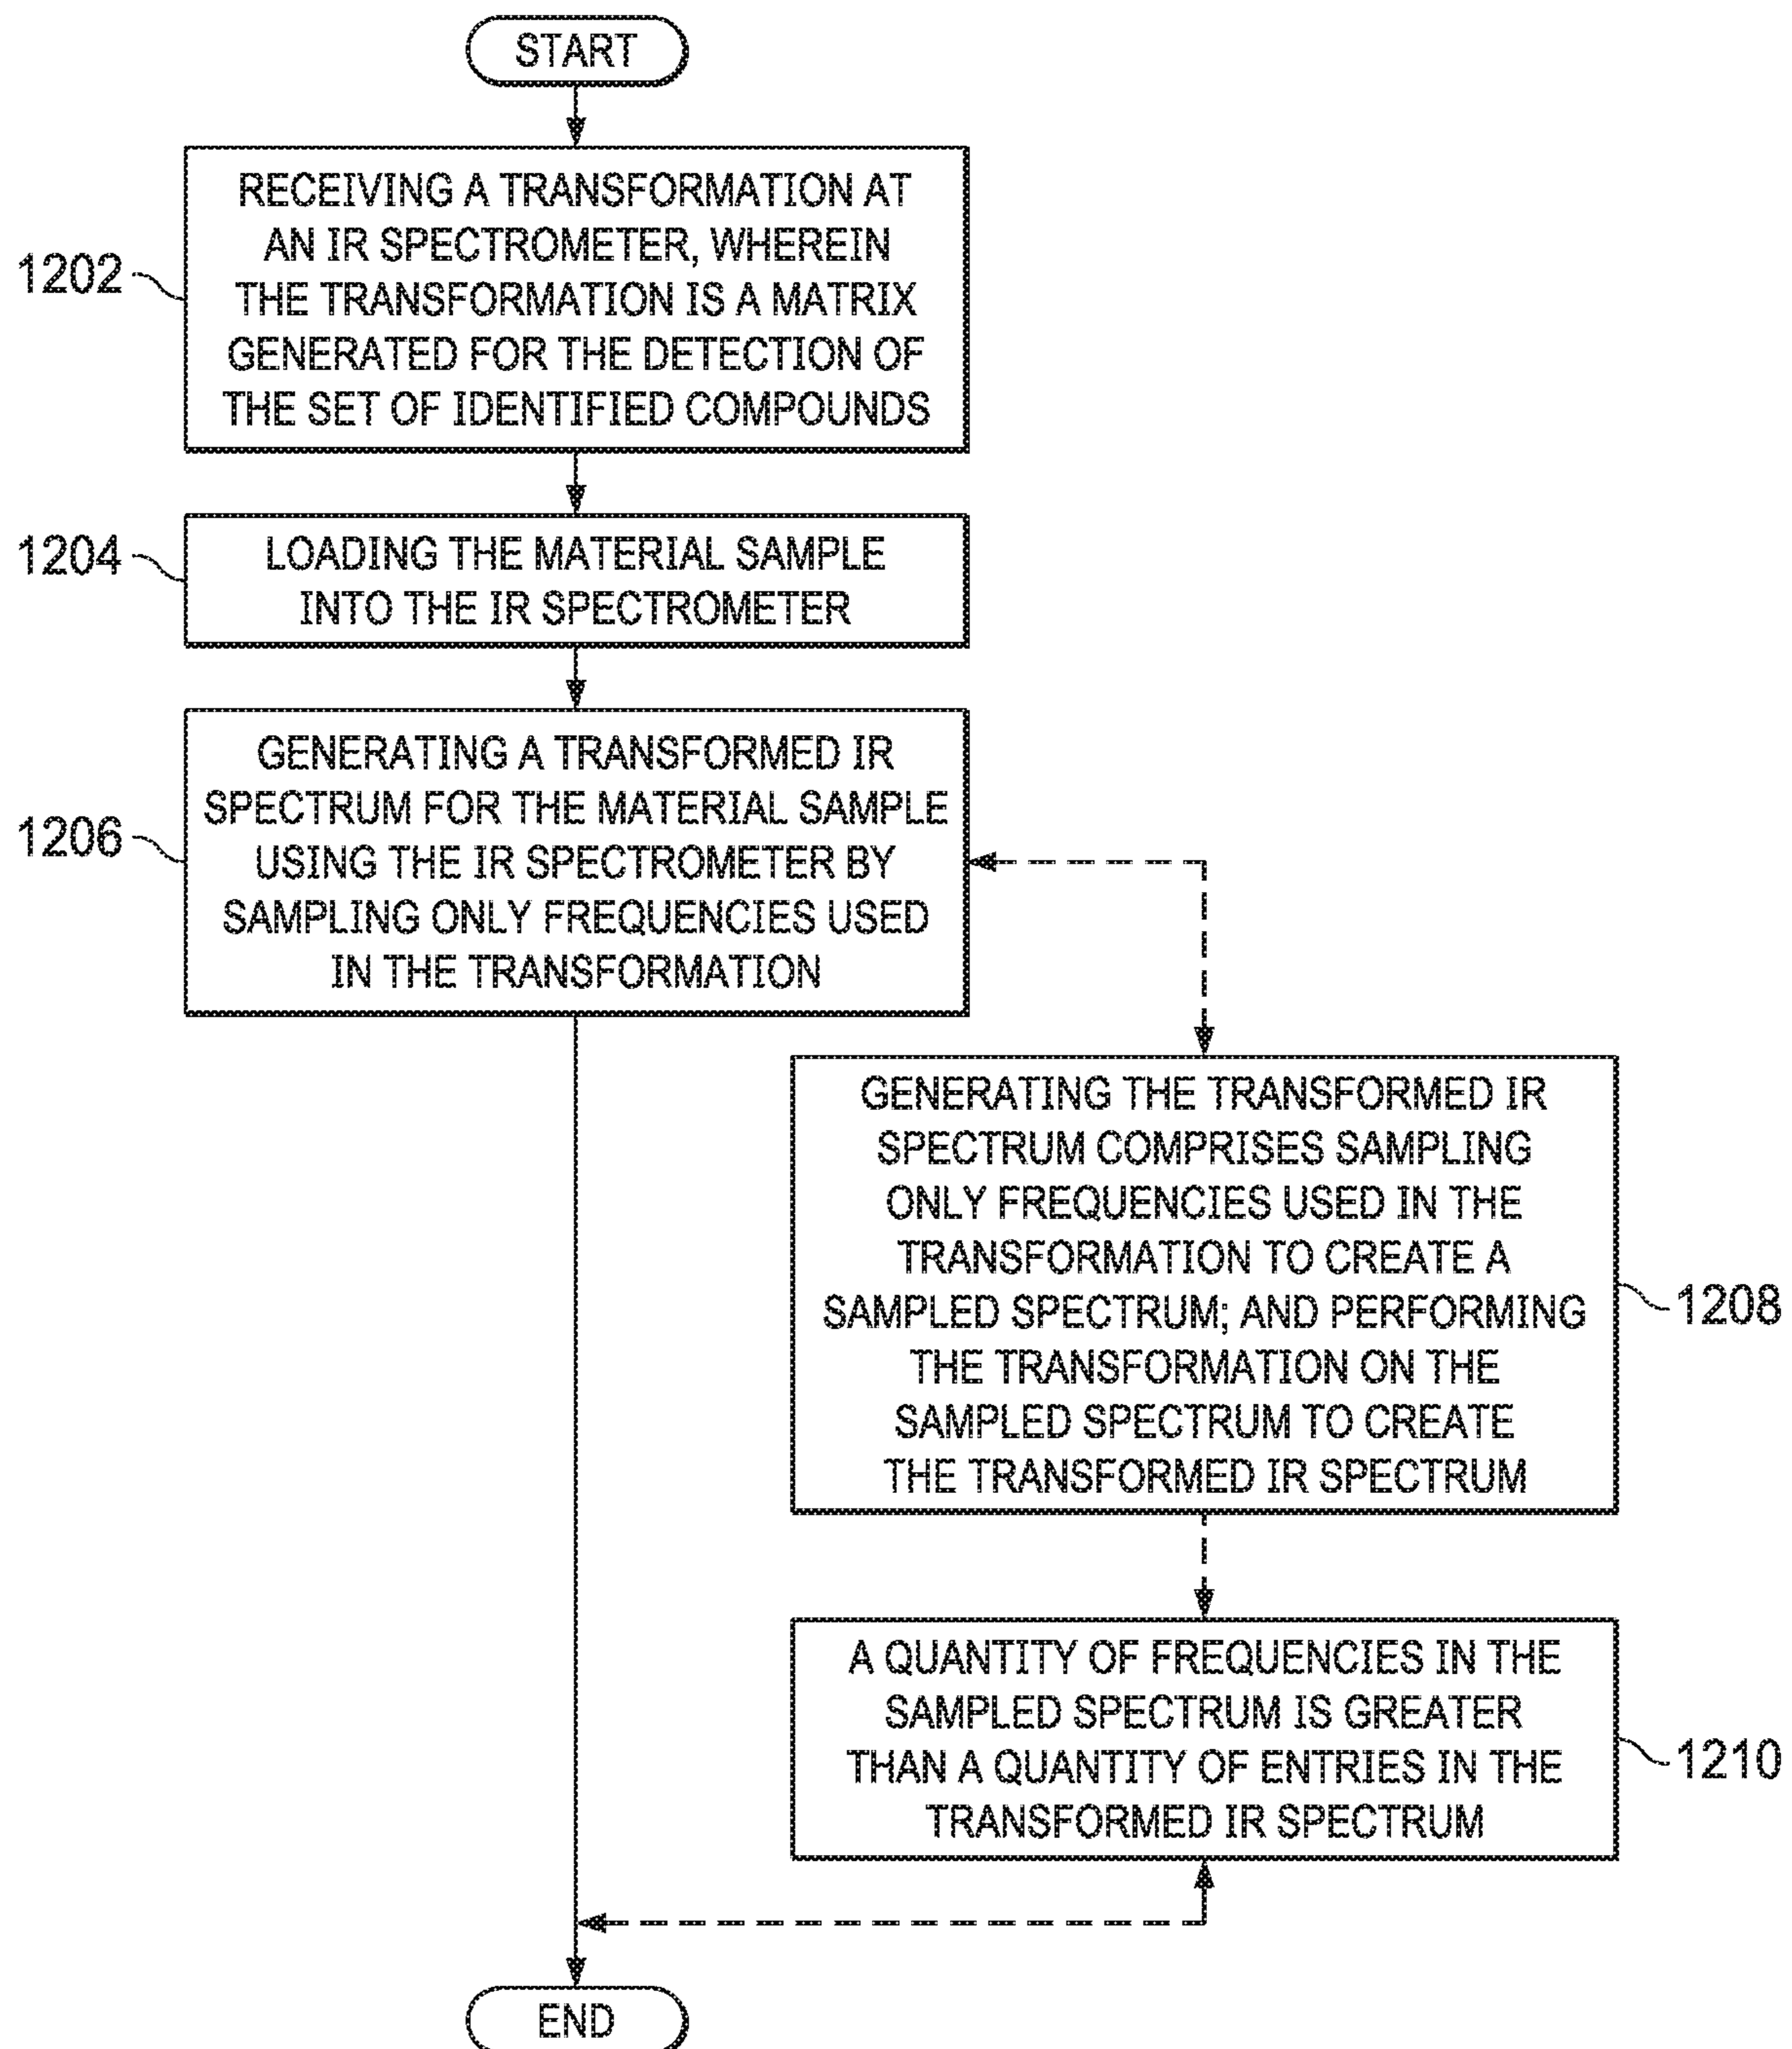 START
1202
RECEIVING A TRANSFORMATION AT
AN IR SPECTROMETER, WHEREIN
THE TRANSFORMATION IS A MATRIX
GENERATED FOR THE DETECTION OF
THE SET OF IDENTIFIED COMPOUNDS
1204
LOADING THE MATERIAL SAMPLE
INTO THE IR SPECTROMETER
1206
GENERATING A TRANSFORMED IR
SPECTRUM FOR THE MATERIAL SAMPLE
USING THE IR SPECTROMETER BY
SAMPLING ONLY FREQUENCIES USED
IN THE TRANSFORMATION
GENERATING THE TRANSFORMED IR
SPECTRUM COMPRISES SAMPLING
ONLY FREQUENCIES USED IN THE
TRANSFORMATION TO CREATE A
SAMPLED SPECTRUM; AND PERFORMING
THE TRANSFORMATION ON THE
SAMPLED SPECTRUM TO CREATE
THE TRANSFORMED IR SPECTRUM
1208
A QUANTITY OF FREQUENCIES IN THE
SAMPLED SPECTRUM IS GREATER
THAN A QUANTITY OF ENTRIES IN THE
TRANSFORMED IR SPECTRUM
1210
END